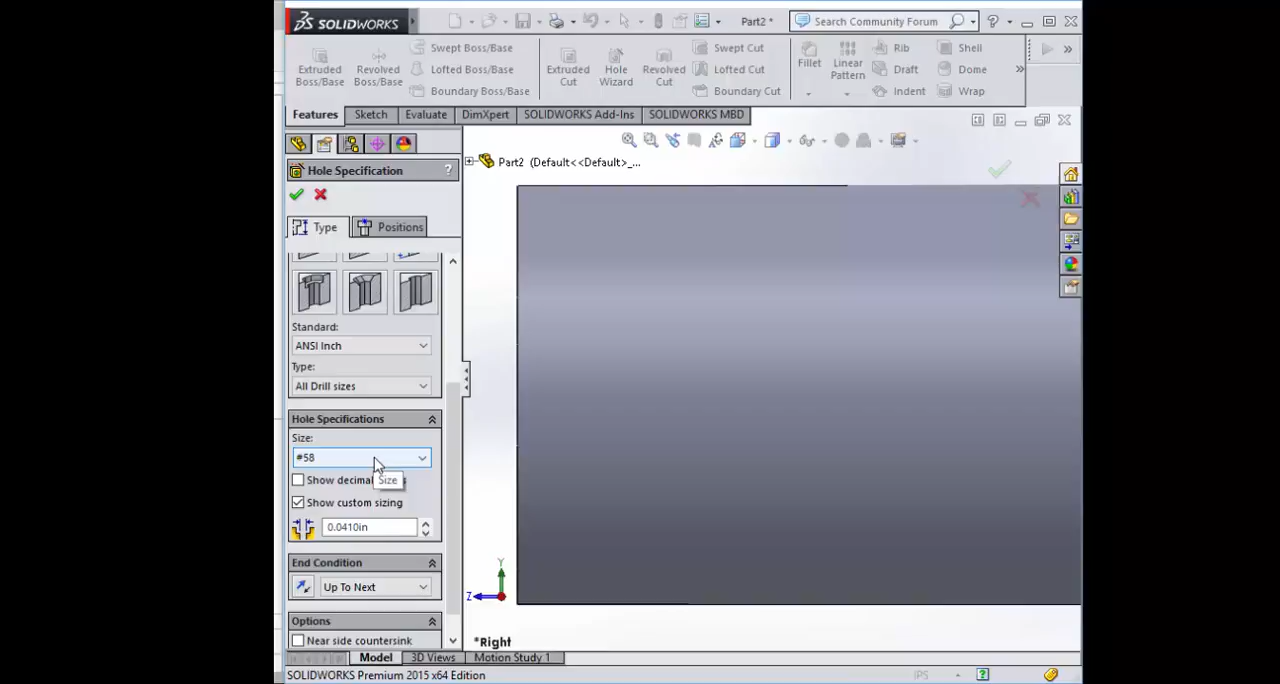 SOLIDWORKS
Part2 *
Search Community Forum
Extruded Boss/Base
Revolved Boss/Base
Swept Boss/Base
Lofted Boss/Base
Boundary Boss/Base
Extruded Cut
Hole Wizard
Revolved Cut
Swept Cut
Lofted Cut
Boundary Cut
Fillet
Linear Pattern
Rib
Draft
Indent
Shell
Dome
Wrap
Features
Sketch
Evaluate
DimXpert
SOLIDWORKS Add-Ins
SOLIDWORKS MBD
Part2 (Default<<Default>_...
Hole Specification
?
Type
Positions
Standard:
ANSI Inch
Type:
All Drill sizes
Hole Specifications
Size:
#58
Show decimal
Size
Show custom sizing
0.0410in
End Condition
Up To Next
Options
Near side countersink
Y
Z
*Right
Model
3D Views
Motion Study 1
SOLIDWORKS Premium 2015 x64 Edition
IPS
?